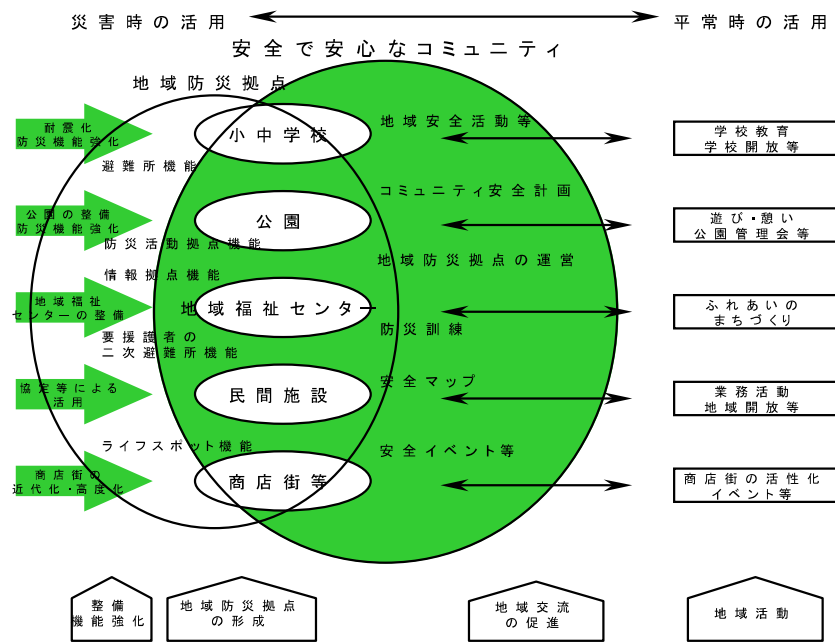 災害時の活用
平常時の活用
安全で安心なコミュニティ
地域防災拠点
耐震化
防災機能強化
小中学校
地域安全活動等
学校教育
学校開放等
避難所機能
公園の整備
防災機能強化
公園
コミュニティ安全計画
遊び・憩い
公園管理会等
防災活動拠点機能
情報拠点機能
地域防災拠点の運営
地域福祉
センターの整備
地域福祉センター
ふれあいの
まちづくり
防災訓練
要援護者の
二次避難所機能
協定等による
活用
民間施設
安全マップ
業務活動
地域開放等
ライフスポット機能
安全イベント等
商店街の
近代化・高度化
商店街等
商店街の活性化
イベント等
整備
機能強化
地域防災拠点
の形成
地域交流
の促進
地域活動